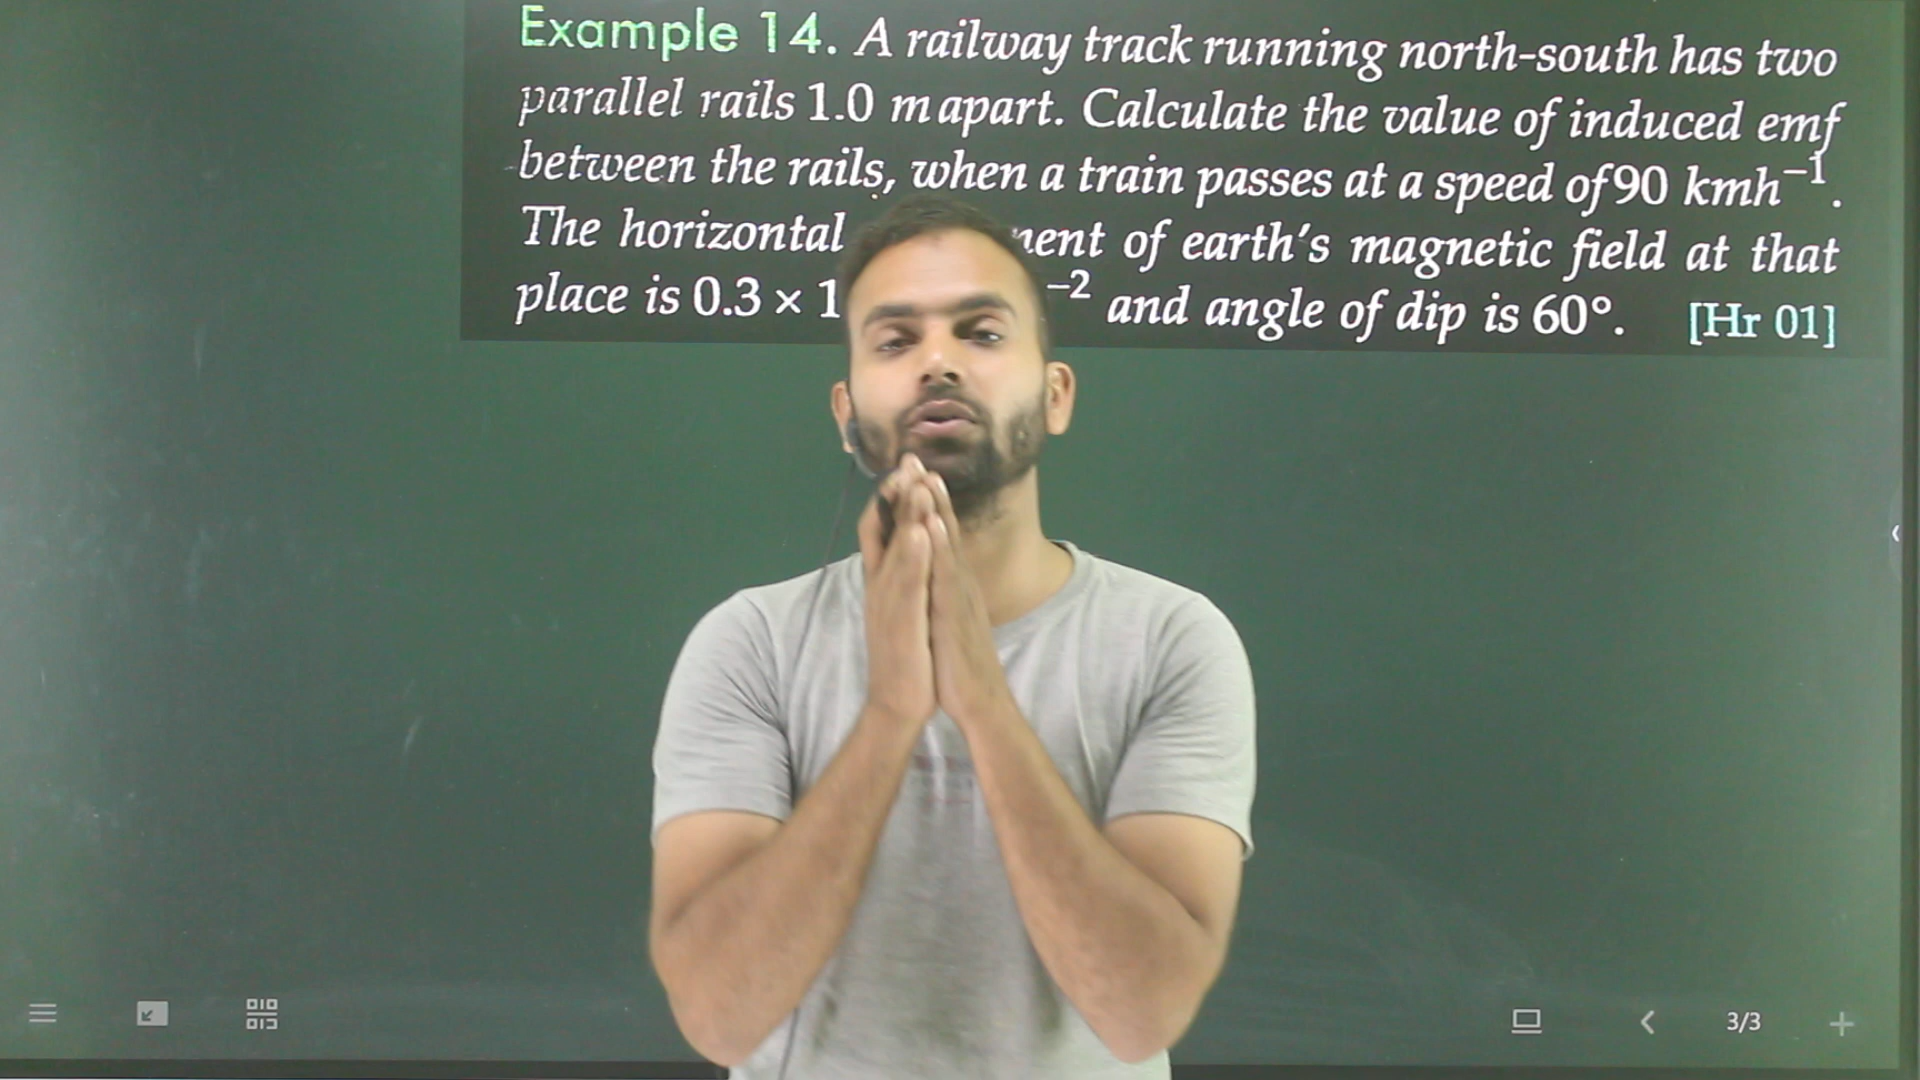 Example 14. A railway track running north-south has two
parallel rails 1.0 m apart. Calculate the value of induced emf
between the rails, when a train passes at a speed of 90 kmh⁻¹.
The horizontal of earth's magnetic field at that
place is 0.3 × 1 ⁻² and angle of dip is 60°. [Hr 01]
3/3